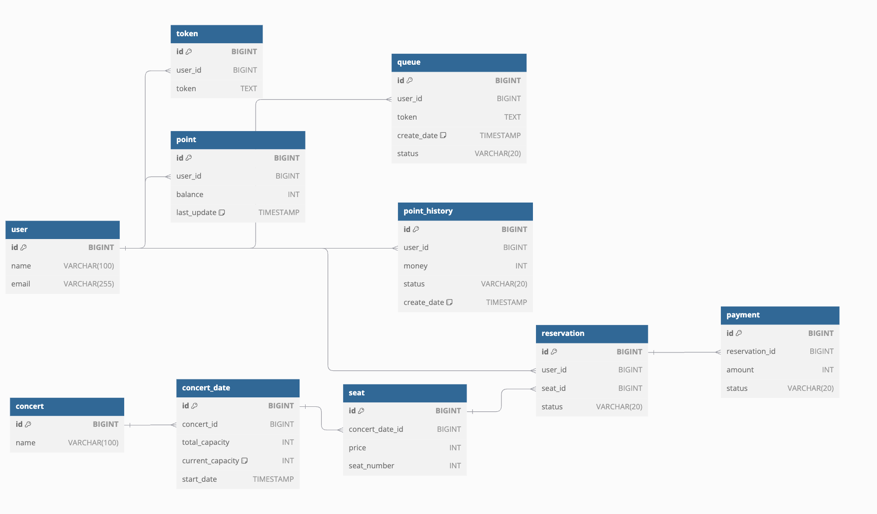 token
id BIGINT
user_id BIGINT
token TEXT
queue
id BIGINT
user_id BIGINT
token TEXT
create_date TIMESTAMP
status VARCHAR(20)
point
id BIGINT
user_id BIGINT
balance INT
last_update TIMESTAMP
point_history
id BIGINT
user_id BIGINT
money INT
status VARCHAR(20)
create_date TIMESTAMP
user
id BIGINT
name VARCHAR(100)
email VARCHAR(255)
payment
id BIGINT
reservation_id BIGINT
amount INT
status VARCHAR(20)
reservation
id BIGINT
user_id BIGINT
seat_id BIGINT
status VARCHAR(20)
concert_date
id BIGINT
concert_id BIGINT
total_capacity INT
current_capacity INT
start_date TIMESTAMP
seat
id BIGINT
concert_date_id BIGINT
price INT
seat_number INT
concert
id BIGINT
name VARCHAR(100)